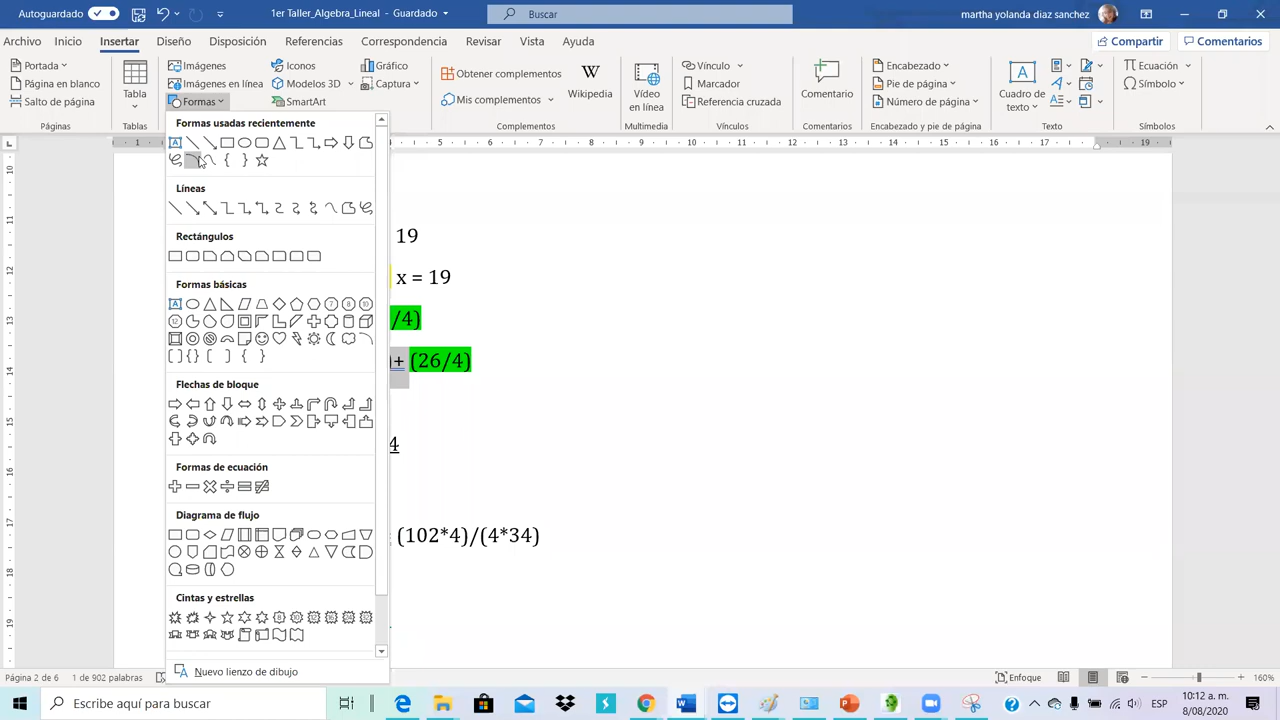 Autoguardado
1er Taller_Algebra_Lineas
Buscar
martha yolanda diaz sanchez
Archivo Inicio Insertar Diseño Disposición Referencias Correspondencia Revisar Vista Ayuda
Compartir Comentarios
Portada
Página en blanco
Salto de página
Páginas
Tabla
Tablas
Imágenes
Imágenes en línea
Formas
Iconos
Modelos 3D
SmartArt
Gráfico
Captura
Obtener complementos
Mis complementos
Wikipedia
Complementos
Vídeo en línea
Multimedia
Vínculo
Marcador
Referencia cruzada
Vínculos
Comentario
Comentarios
Encabezado
Pie de página
Número de página
Encabezado y pie de página
Cuadro de texto
Texto
Ecuación
Símbolo
Símbolos
Formas usadas recientemente
Líneas
Rectángulos
Formas básicas
Flechas de bloque
Formas de ecuación
Diagrama de flujo
Cintas y estrellas
Nuevo lienzo de dibujo
19
x = 19
/4)
)+ (26/4)
4
(102*4)/(4*34)
Página 2 de 6 1 de 902 palabras
Enfoque
160%
Escribe aquí para buscar
ESP
10:12 a. m.
8/08/2020